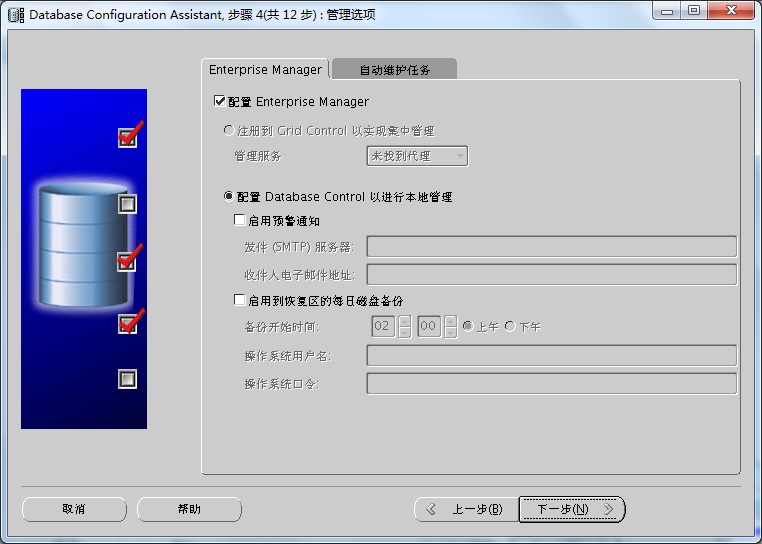 Database Configuration Assistant, 步骤 4(共 12 步) : 管理选项
Enterprise Manager
自动维护任务
配置 Enterprise Manager
注册到 Grid Control 以实现集中管理
管理服务
未找到代理
配置 Database Control 以进行本地管理
启用预警通知
发件 (SMTP) 服务器:
收件人电子邮件地址:
启用到恢复区的每日磁盘备份
备份开始时间:
02
00
上午
下午
操作系统用户名:
操作系统口令:
取消
帮助
上一步(B)
下一步(N)